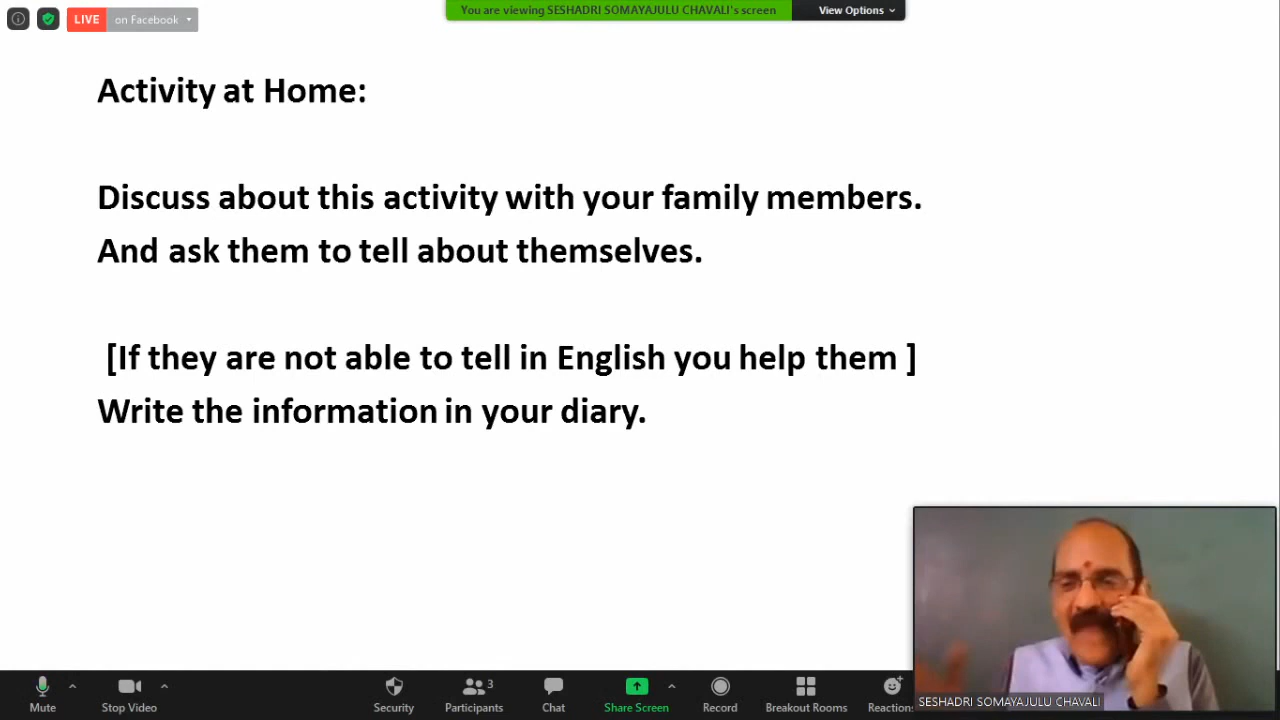 LIVE on Facebook
You are viewing SESHADRI SOMAYAJULU CHAVALI's screen
View Options
Activity at Home:
Discuss about this activity with your family members.
And ask them to tell about themselves.
[If they are not able to tell in English you help them ]
Write the information in your diary.
SESHADRI SOMAYAJULU CHAVALI
3
Mute
Stop Video
Security
Participants
Chat
Share Screen
Record
Breakout Rooms
Reactions